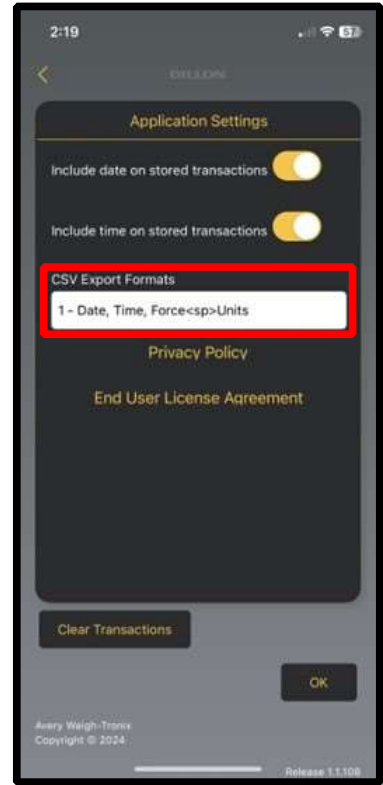 2:19
DILLON
Application Settings
Include date on stored transactions
Include time on stored transactions
CSV Export Formats
1 - Date, Time, Force<sp>Units
Privacy Policy
End User License Agreement
Clear Transactions
OK
Avery Weigh-Tronix
Copyright © 2024
Release 1.1.108